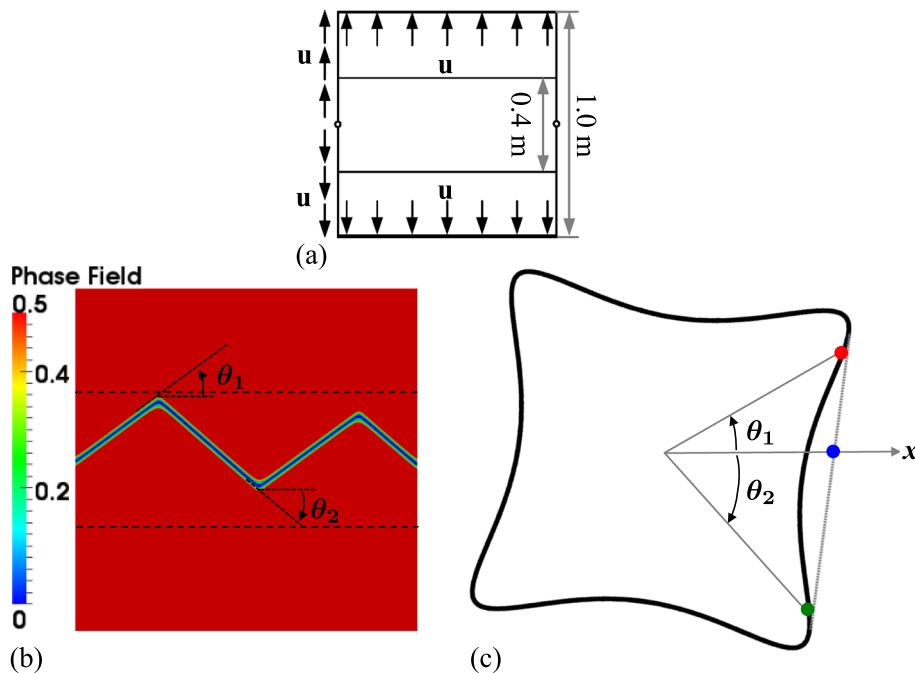 u
u
0.4 m
1.0 m
u
u
(a)
Phase Field
0.5
0.4
0.2
0
θ1
θ2
(b)
θ1
θ2
x
(c)